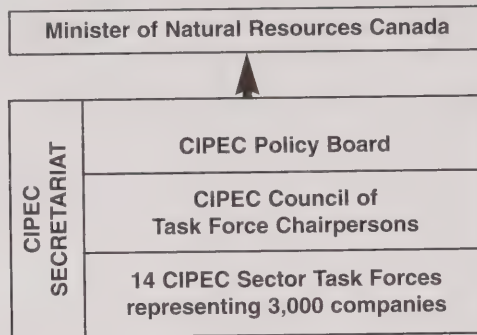 Minister of Natural Resources Canada
CIPEC
SECRETARIAT
CIPEC Policy Board
CIPEC Council of
Task Force Chairpersons
14 CIPEC Sector Task Forces
representing 3,000 companies